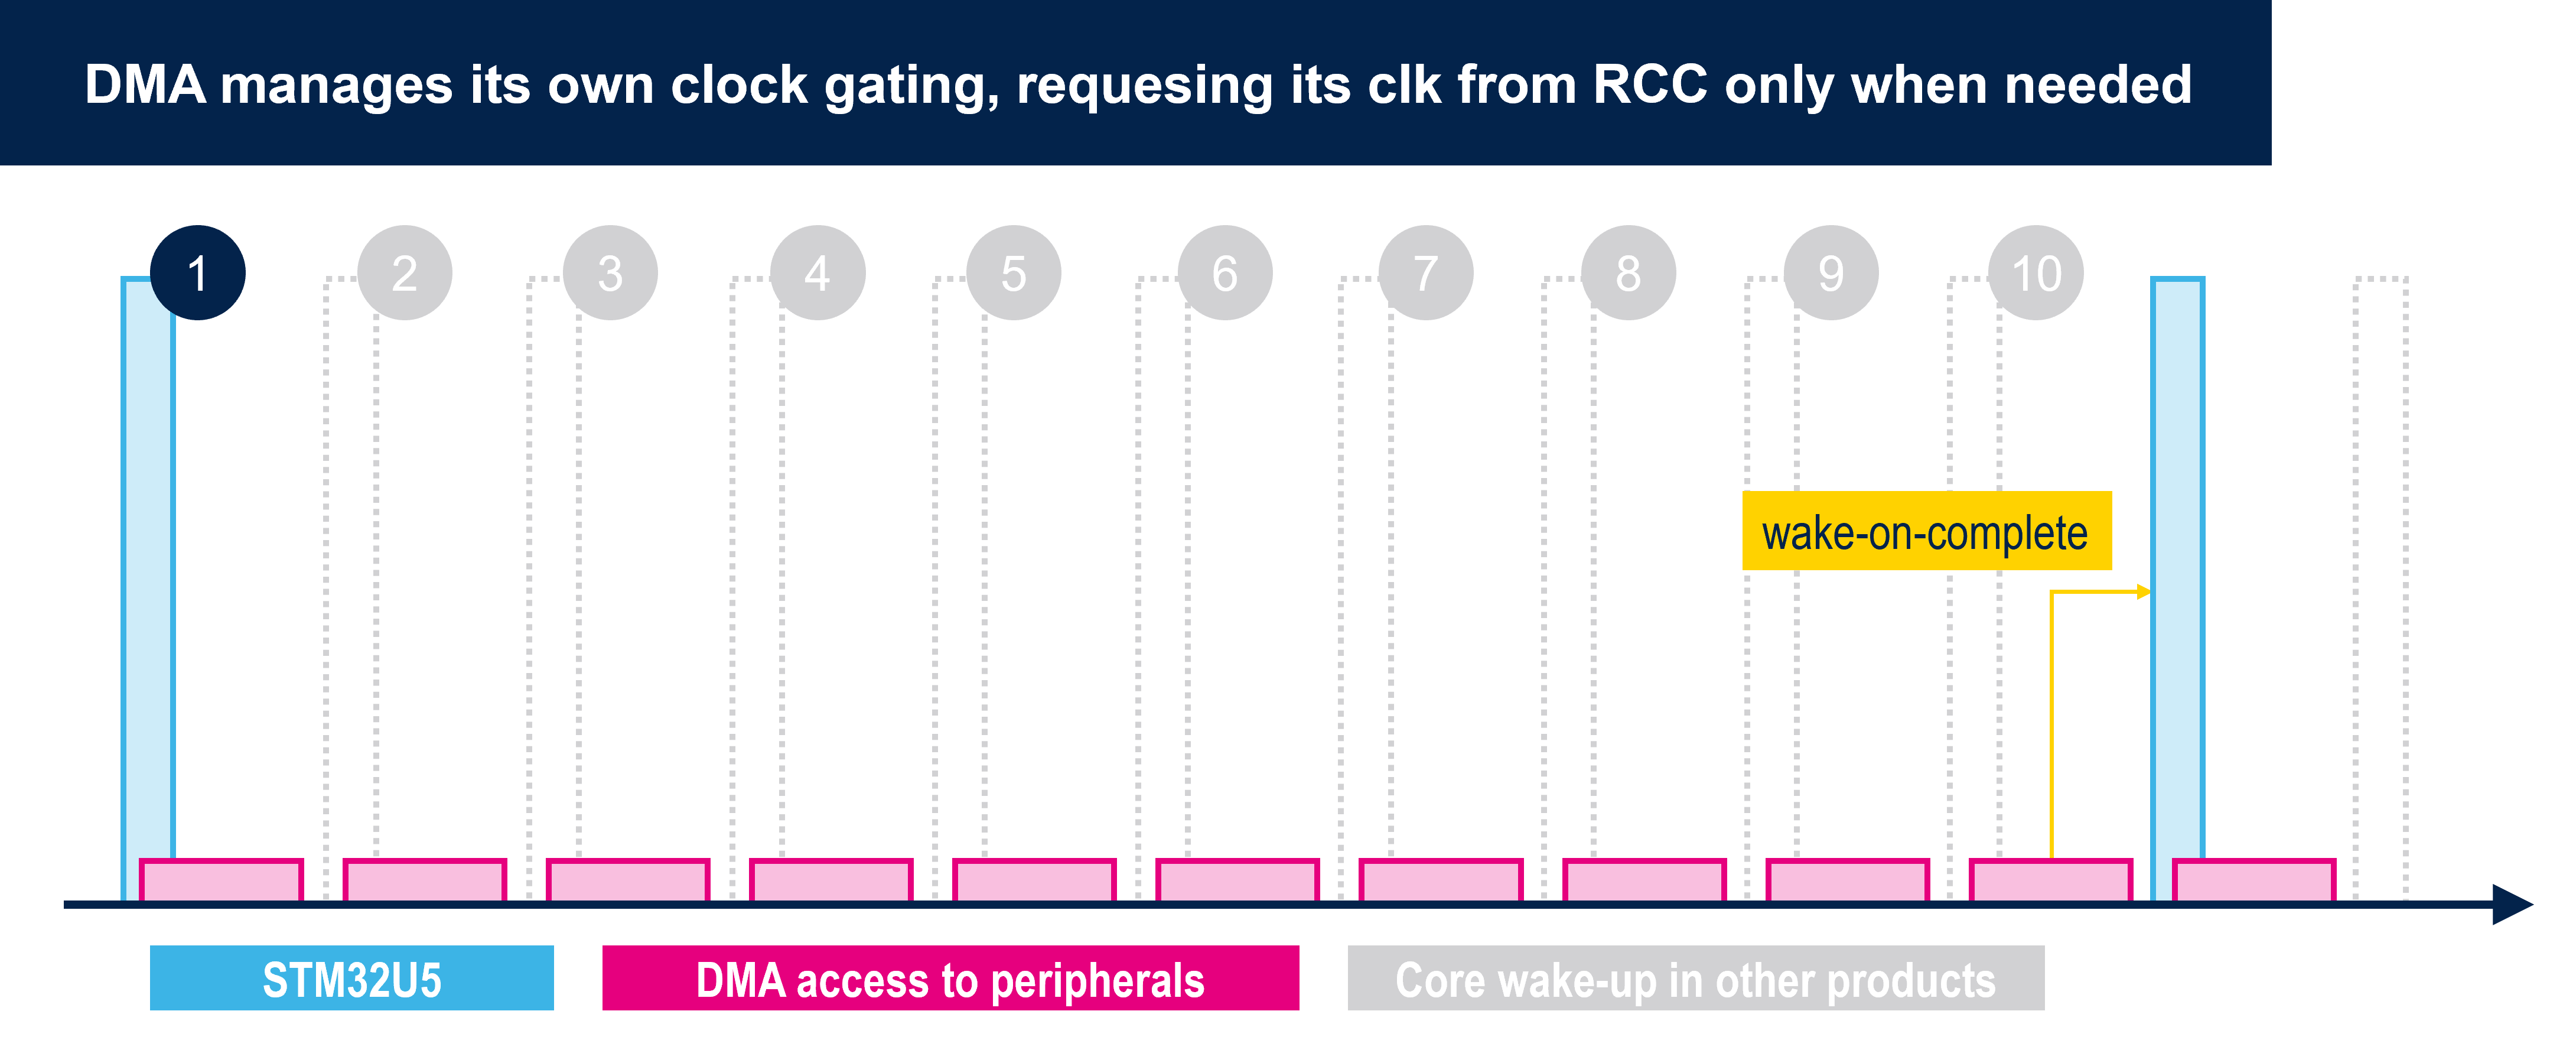 DMA manages its own clock gating, requesing its clk from RCC only when needed
1 2 3 4 5 6 7 8 9 10
wake-on-complete
STM32U5 DMA access to peripherals Core wake-up in other products